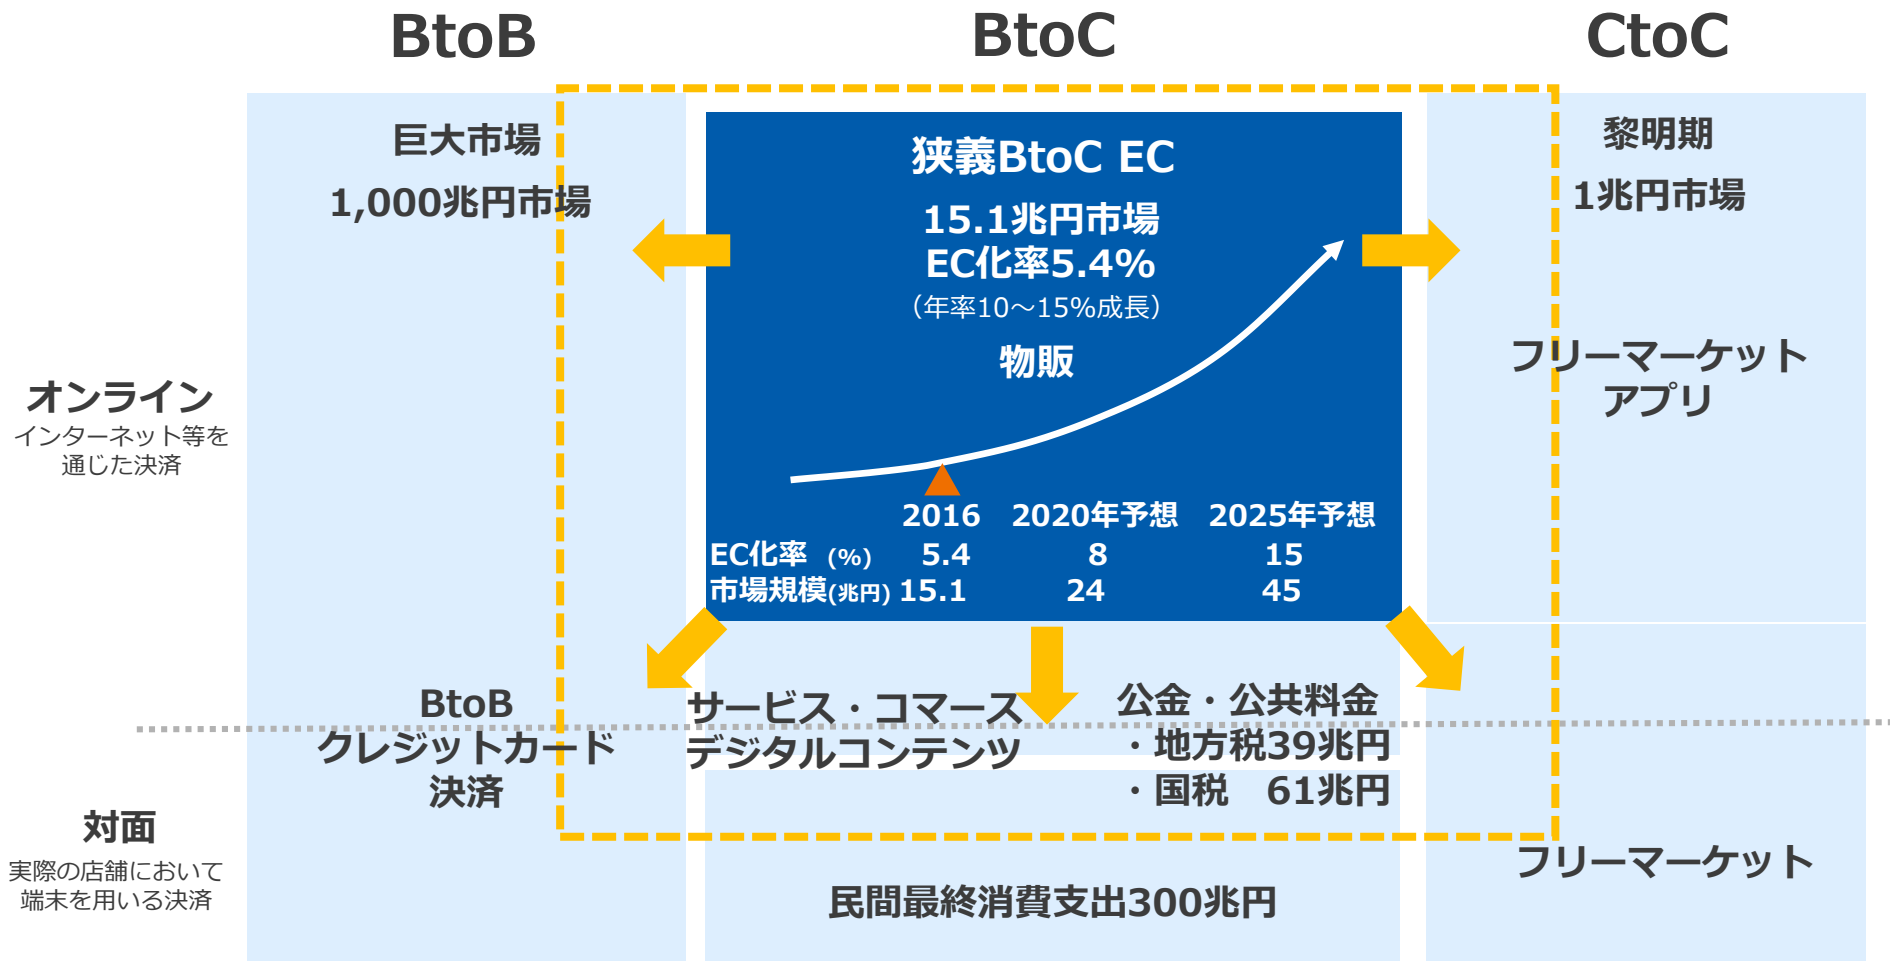 BtoB
BtoC
CtoC
巨大市場
1,000兆円市場
狭義BtoC EC
15.1兆円市場
EC化率5.4%
（年率10～15%成長）
物販
黎明期
1兆円市場
フリーマーケット
アプリ
オンライン
インターネット等を
通じた決済
2016 2020年予想 2025年予想
EC化率 (%) 5.4 8 15
市場規模(兆円) 15.1 24 45
BtoB
クレジットカード
決済
サービス・コマース
デジタルコンテンツ
公金・公共料金
・地方税39兆円
・国税　61兆円
対面
実際の店舗において
端末を用いる決済
フリーマーケット
民間最終消費支出300兆円